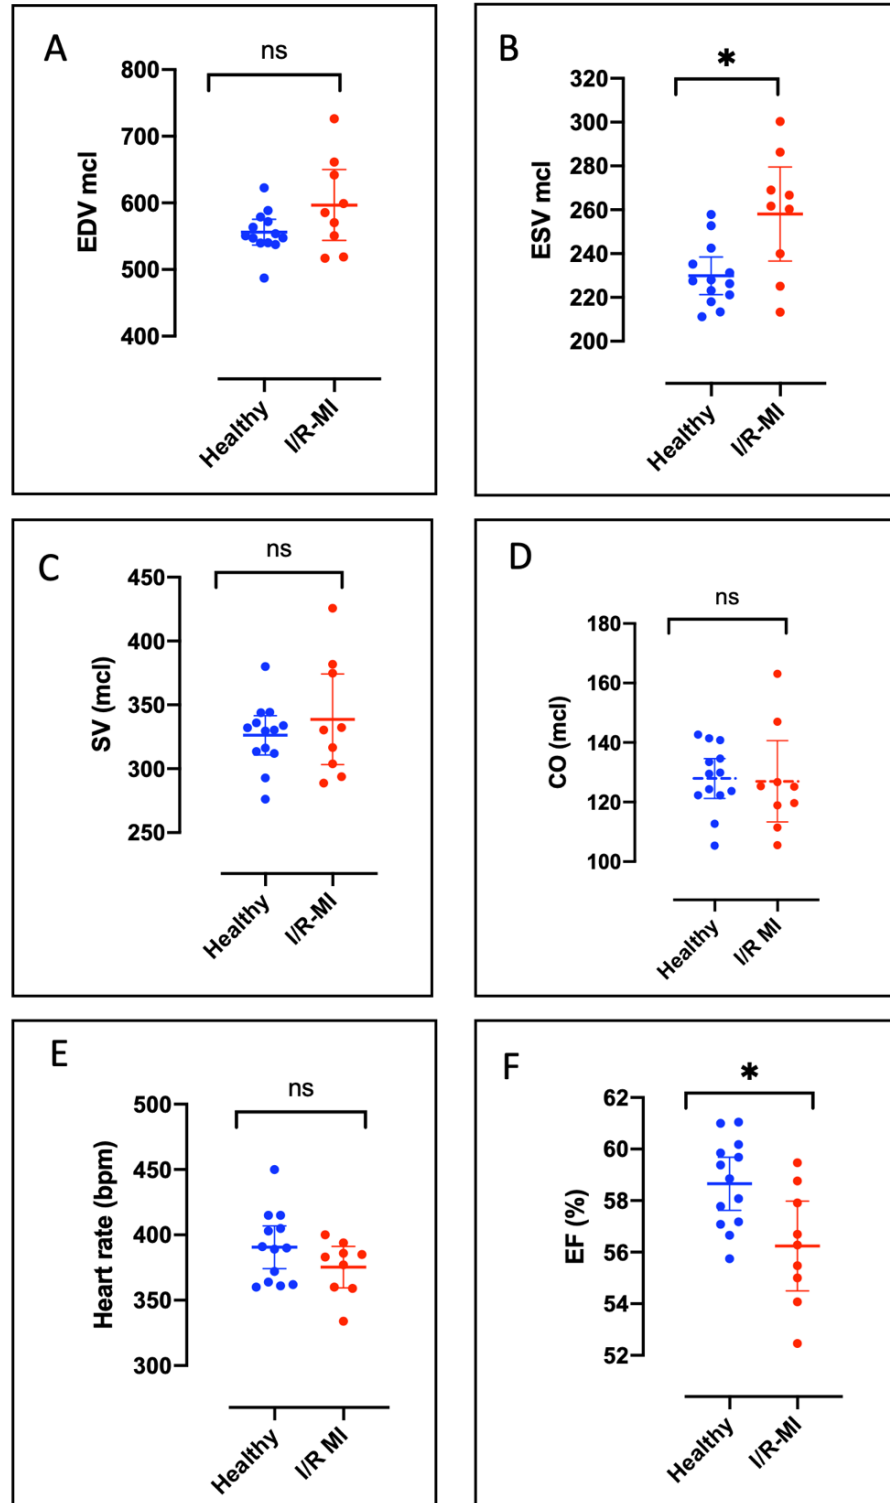 A
ns
EDV mcl
800
700
600
500
400
Healthy
I/R-MI
B
*
ESV mcl
320
300
280
260
240
220
200
Healthy
I/R-MI
C
ns
SV (mcl)
450
400
350
300
250
Healthy
I/R-MI
D
ns
CO (mcl)
180
160
140
120
100
Healthy
I/R MI
E
ns
Heart rate (bpm)
500
450
400
350
300
Healthy
I/R MI
F
*
EF (%)
62
60
58
56
54
52
Healthy
I/R-MI